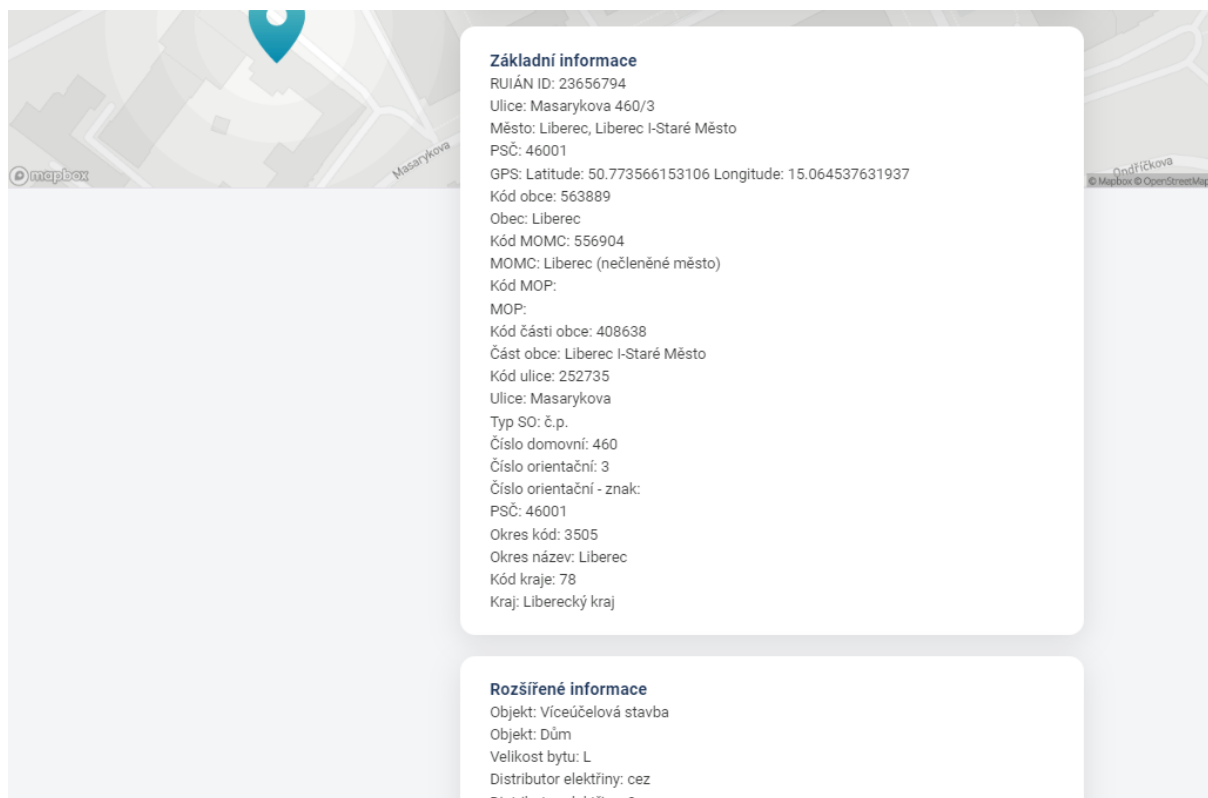 Masarykova
mapbox
Ondříčkova
© Mapbox © OpenStreetMap
Základní informace
RUIÁN ID: 23656794
Ulice: Masarykova 460/3
Město: Liberec, Liberec I-Staré Město
PSČ: 46001
GPS: Latitude: 50.773566153106 Longitude: 15.064537631937
Kód obce: 563889
Obec: Liberec
Kód MOMC: 556904
MOMC: Liberec (nečleněné město)
Kód MOP:
MOP:
Kód části obce: 408638
Část obce: Liberec I-Staré Město
Kód ulice: 252735
Ulice: Masarykova
Typ SO: č.p.
Číslo domovní: 460
Číslo orientační: 3
Číslo orientační - znak:
PSČ: 46001
Okres kód: 3505
Okres název: Liberec
Kód kraje: 78
Kraj: Liberecký kraj
Rozšířené informace
Objekt: Víceúčelová stavba
Objekt: Dům
Velikost bytu: L
Distributor elektřiny: cez